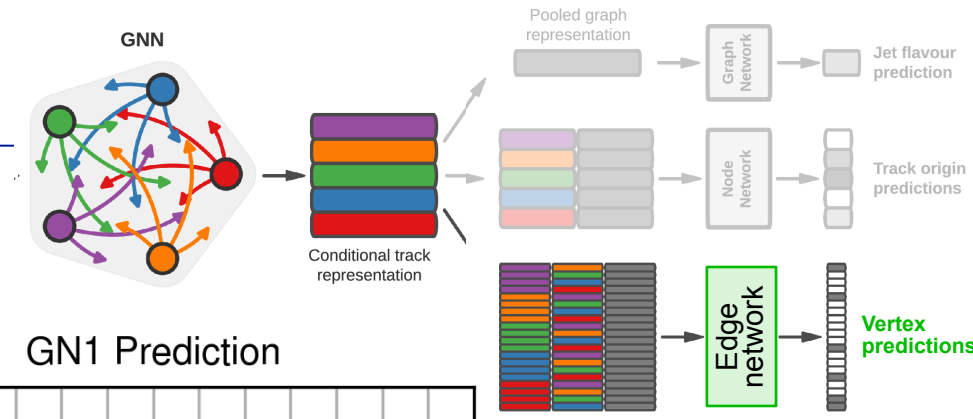 GNN
Conditional track
representation
Pooled graph
representation
Graph
Network
Jet flavour
prediction
Node
Network
Track origin
predictions
Edge
network
Vertex
predictions
GN1 Prediction